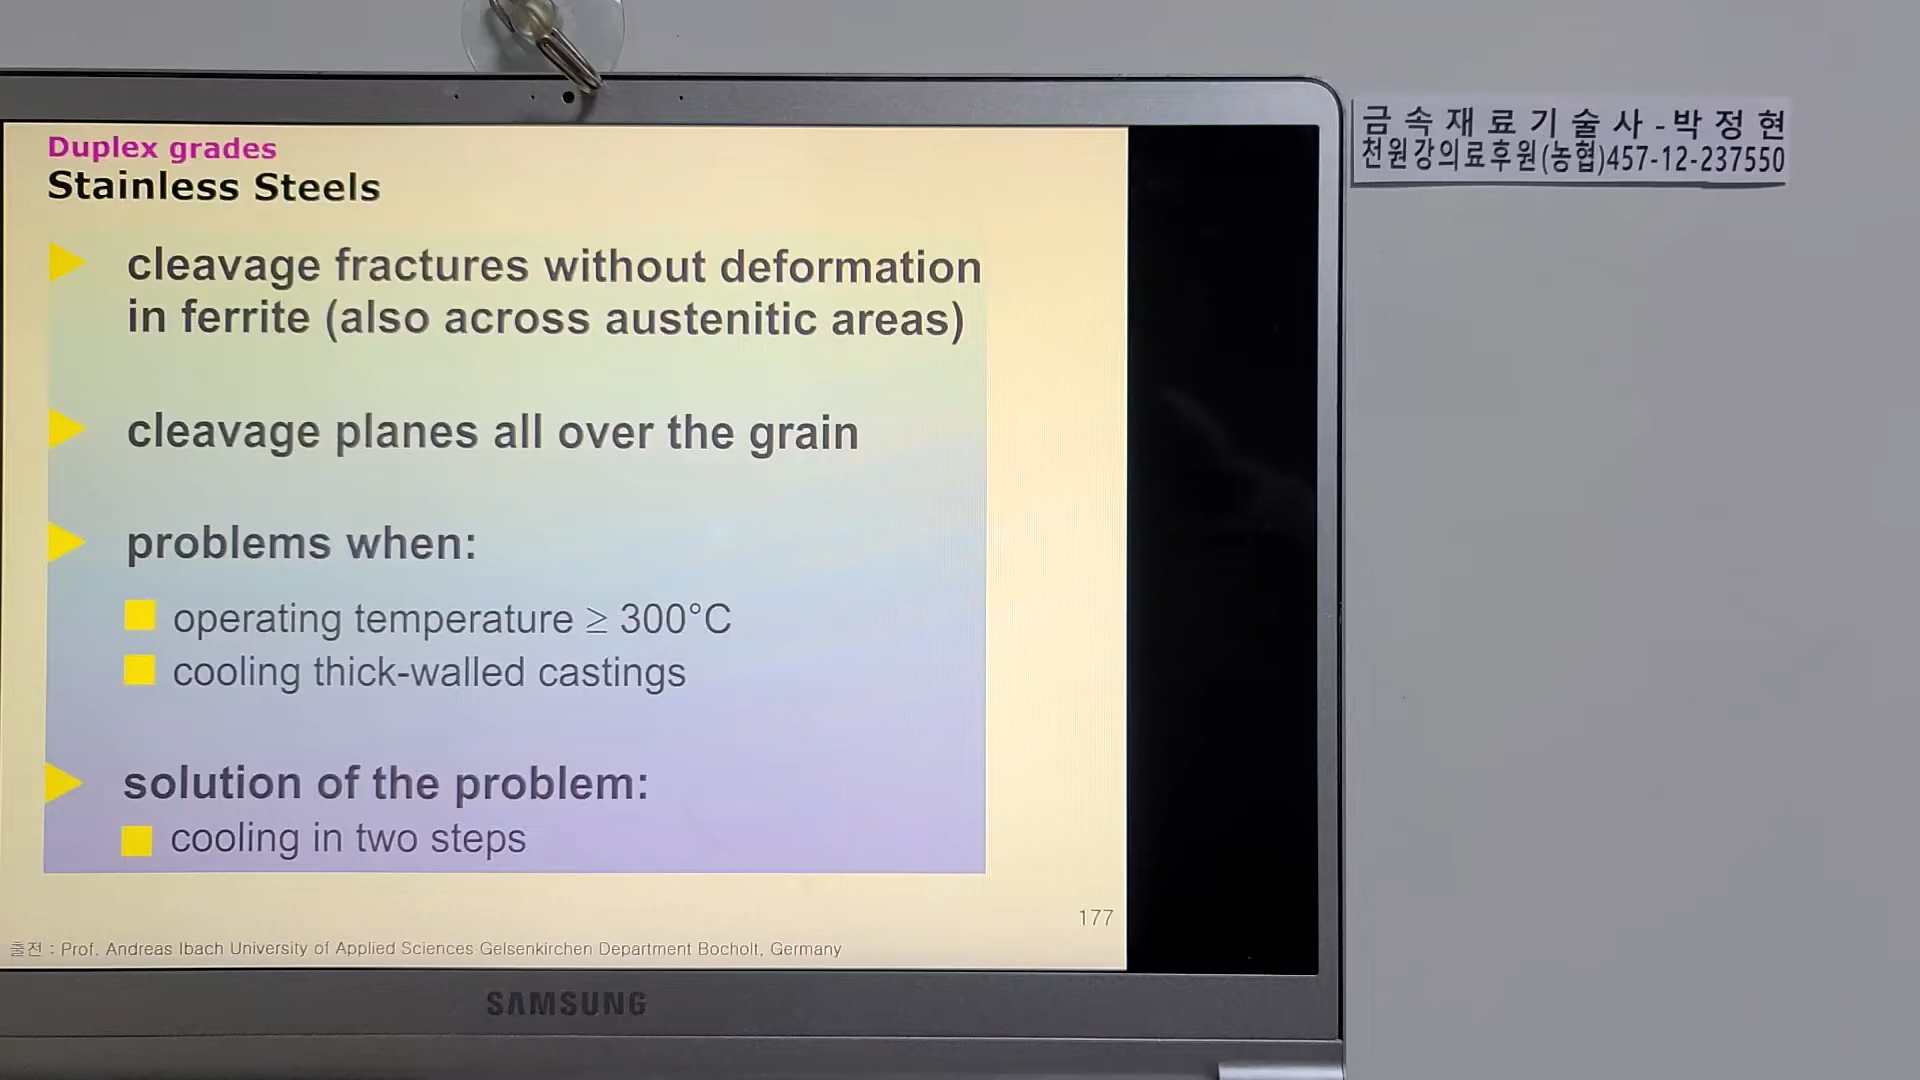 Duplex grades
Stainless Steels
cleavage fractures without deformation
in ferrite (also across austenitic areas)
cleavage planes all over the grain
problems when:
operating temperature ≥ 300°C
cooling thick-walled castings
solution of the problem:
cooling in two steps
177
출전 : Prof. Andreas Ibach University of Applied Sciences Gelsenkirchen Department Bocholt, Germany
SAMSUNG
금속재료기술사-박정현
천원강의료후원(농협)457-12-237550